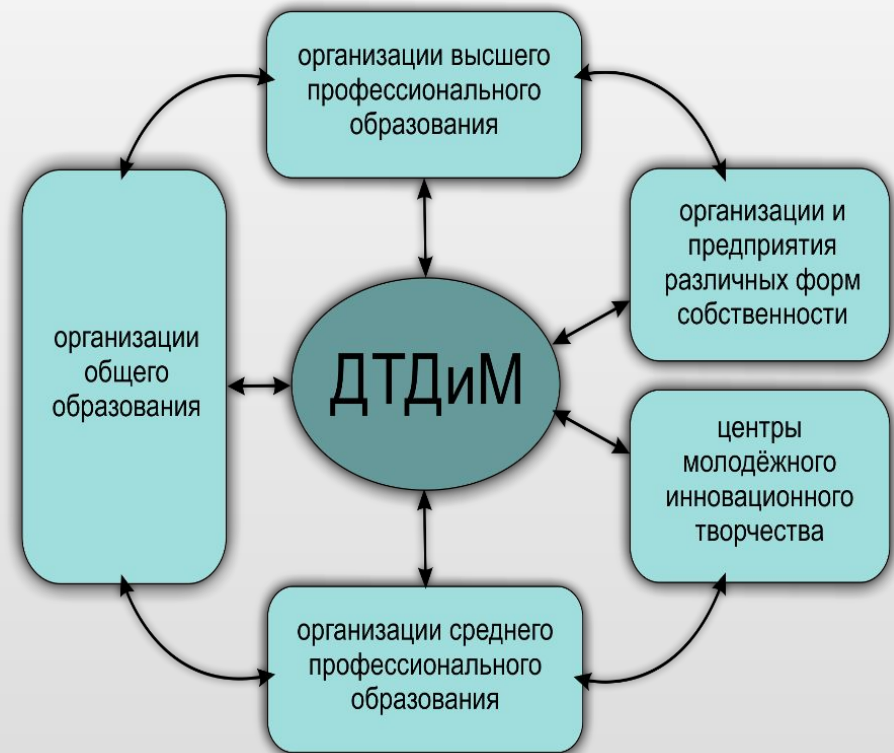 организации высшего
профессионального
образования
организации и
предприятия
различных форм
собственности
организации
общего
образования
ДТДиМ
центры
молодёжного
инновационного
творчества
организации среднего
профессионального
образования